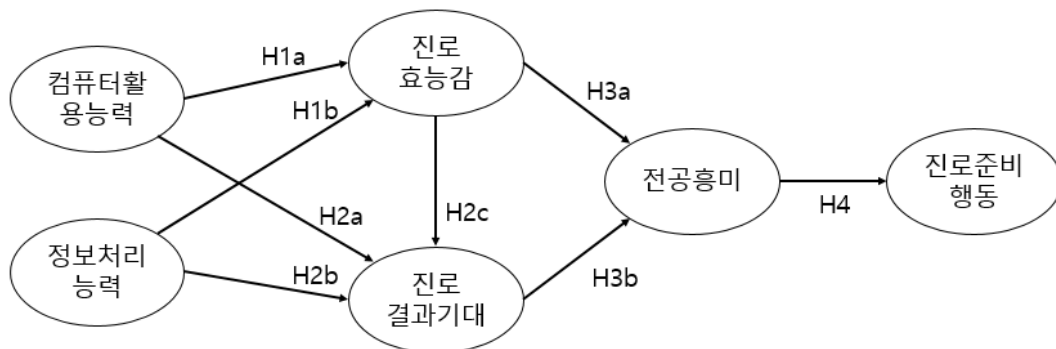 컴퓨터활
용능력
정보처리
능력
H1a
H1b
H2a
H2b
진로
효능감
H2c
진로
결과기대
H3a
H3b
전공흥미
H4
진로준비
행동